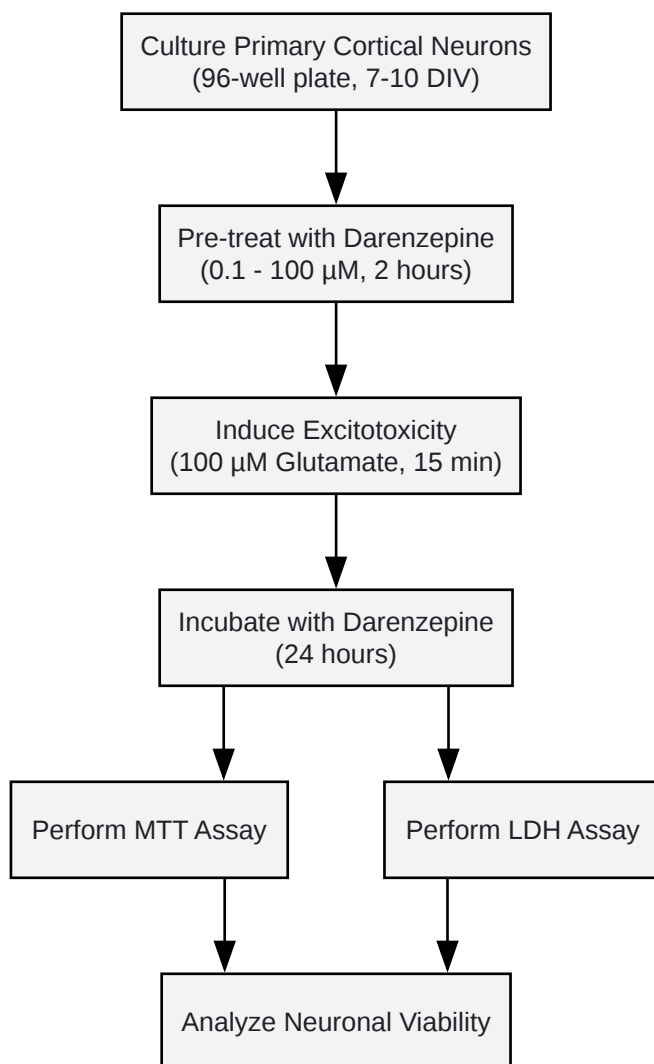 Culture Primary Cortical Neurons
(96-well plate, 7-10 DIV)
Pre-treat with Darenzepine
(0.1 - 100 µM, 2 hours)
Induce Excitotoxicity
(100 µM Glutamate, 15 min)
Incubate with Darenzepine
(24 hours)
Perform MTT Assay
Perform LDH Assay
Analyze Neuronal Viability